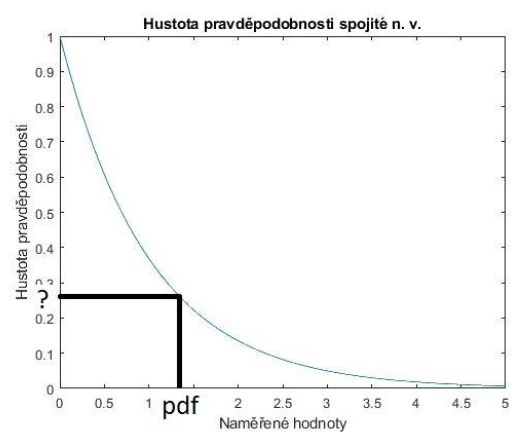 Hustota pravděpodobnosti spojité n. v.
Hustota pravděpodobnosti
1
0.9
0.8
0.7
0.6
0.5
0.4
?
0.2
0.1
0
0 0.5 1 pdf 2 2.5 3 3.5 4 4.5 5
Naměřené hodnoty